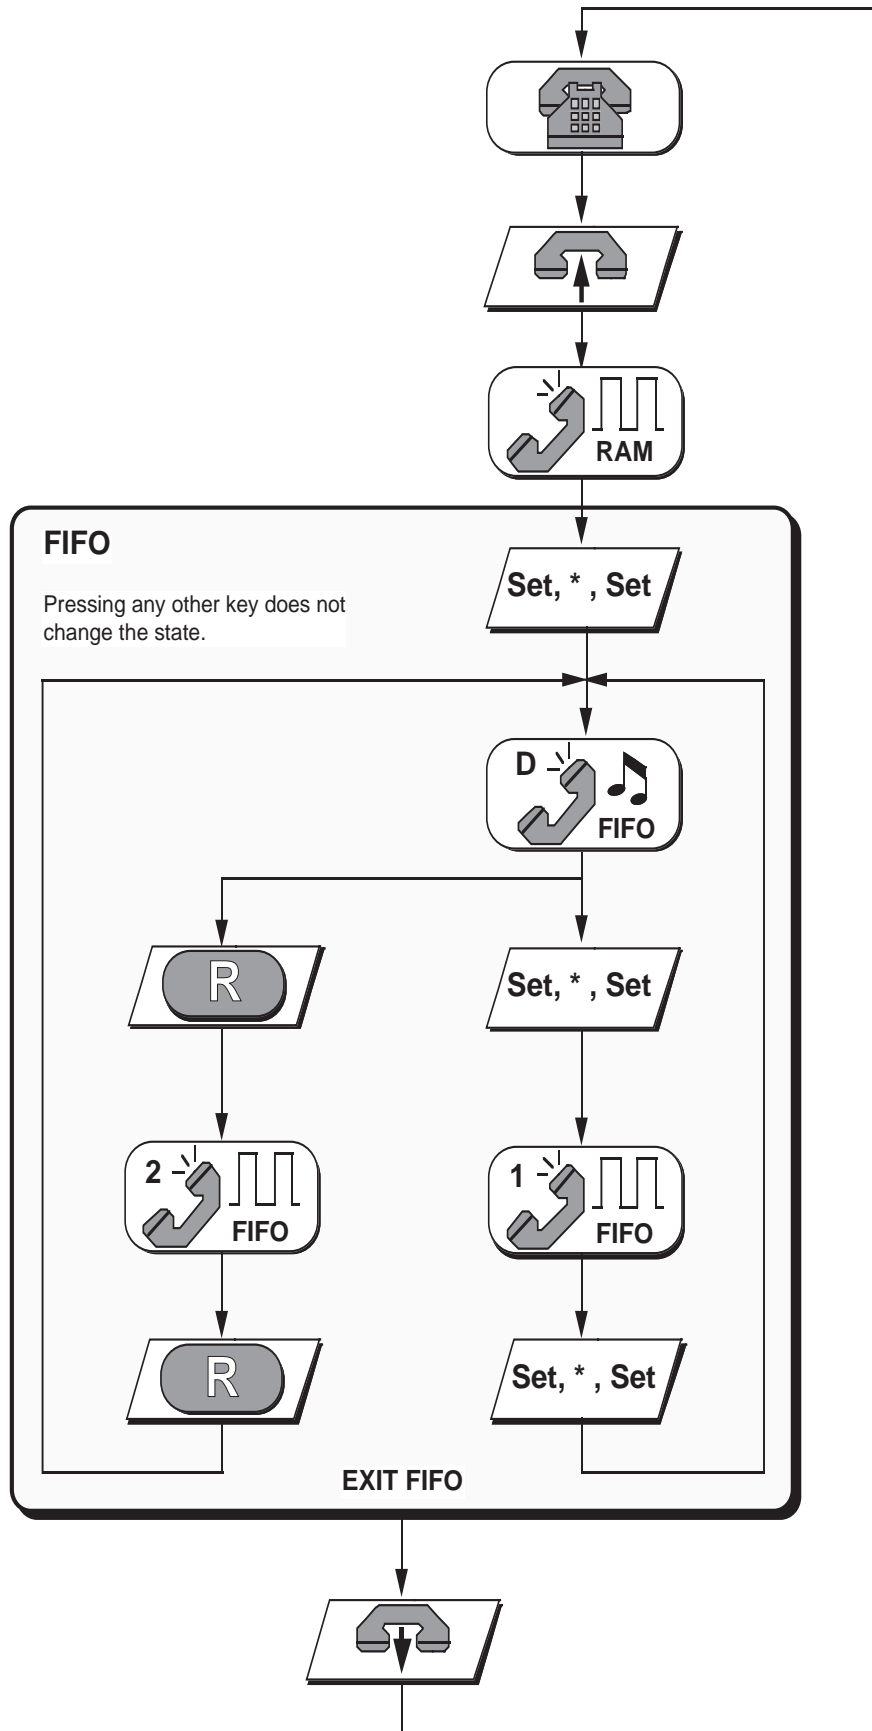 RAM
FIFO
Set, * , Set
Pressing any other key does not
change the state.
D
FIFO
R
Set, * , Set
2
FIFO
1
FIFO
R
Set, * , Set
EXIT FIFO